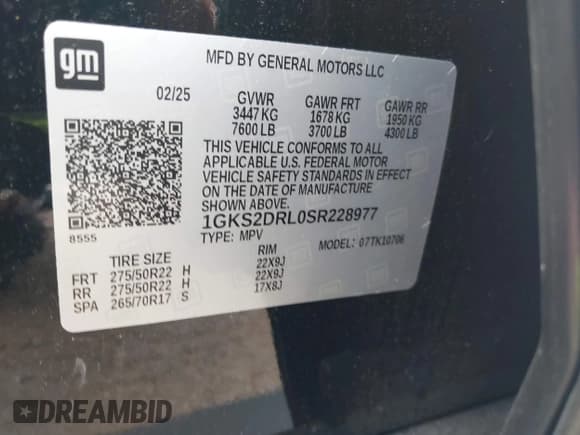 gm
MFD BY GENERAL MOTORS LLC
02/25 GVWR GAWR FRT GAWR RR
3447 KG 1678 KG 1950 KG
7600 LB 3700 LB 4300 LB
THIS VEHICLE CONFORMS TO ALL
APPLICABLE U.S. FEDERAL MOTOR
VEHICLE SAFETY STANDARDS IN EFFECT
ON THE DATE OF MANUFACTURE
SHOWN ABOVE.
1GKS2DRL0SR228977
8555 TYPE: MPV MODEL: 07TK10706
TIRE SIZE RIM
FRT 275/50R22 H 22X9J
RR 275/50R22 H 22X9J
SPA 265/70R17 S 17X8J
DREAMBID